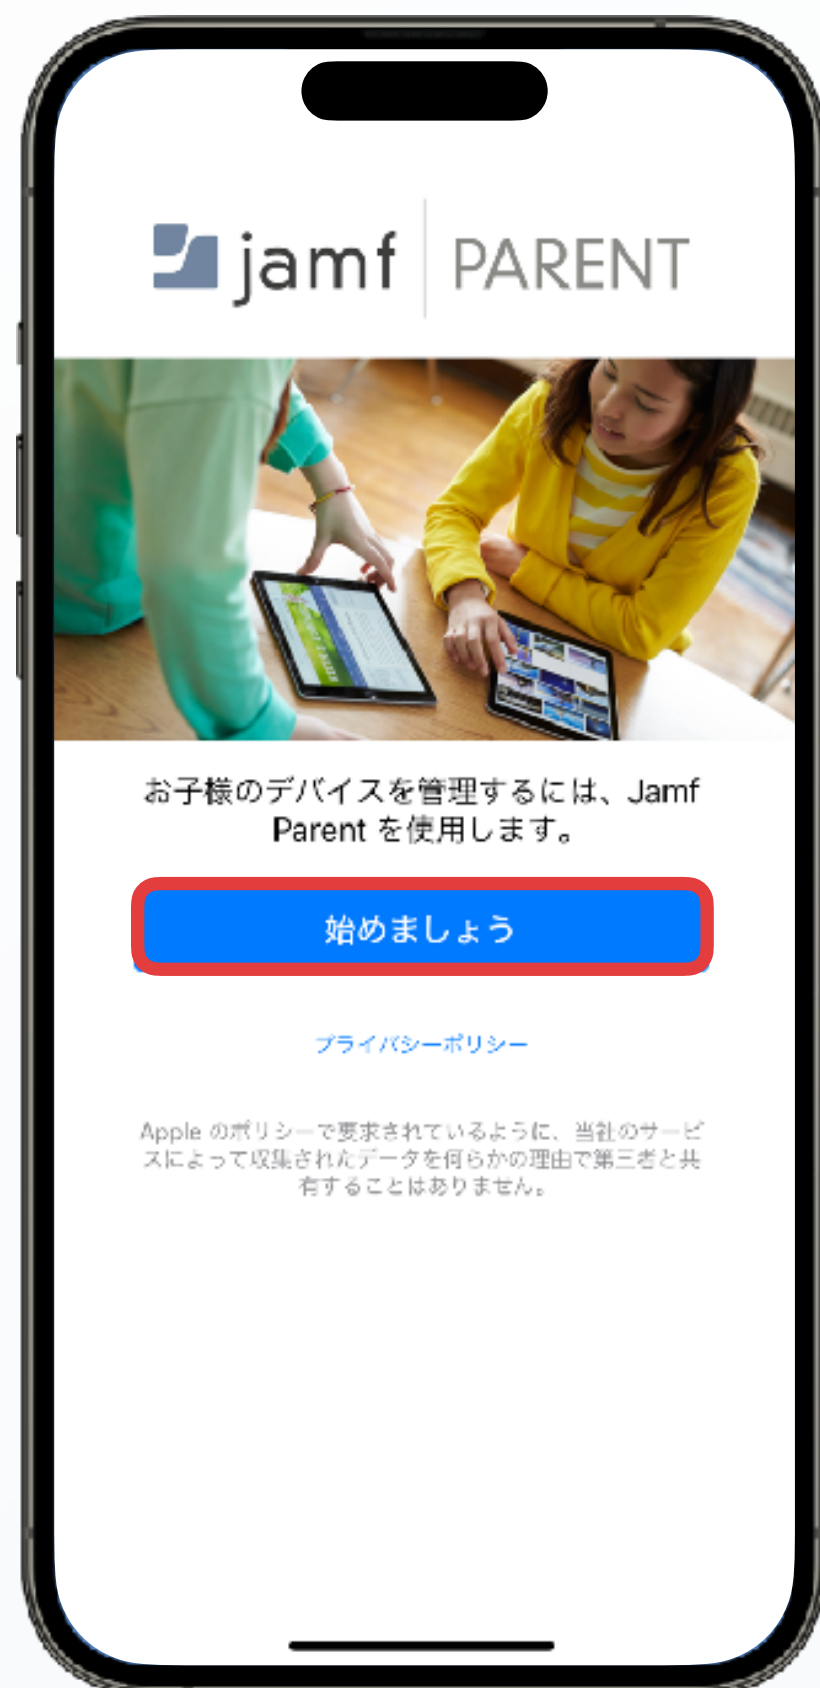 jamf PARENT
お子様のデバイスを管理するには、Jamf
Parent を使用します。
始めましょう
プライバシーポリシー
Apple のポリシーで要求されているように、当社のサービ
スによって収集されたデータを何らかの理由で第三者と共
有することはありません。